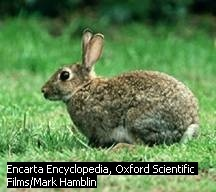 Encarta Encyclopedia, Oxford Scientific
Films/Mark Hamblin